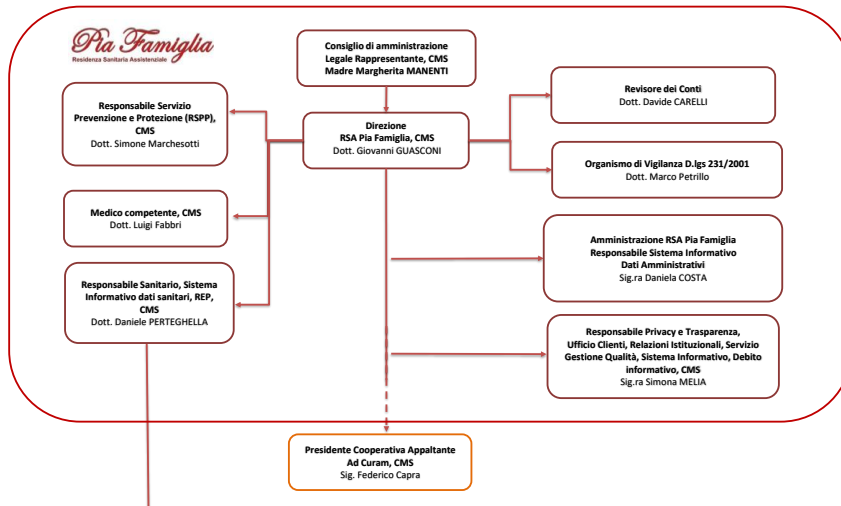 Pia Famiglia
Residenza Sanitaria Assistenziale
Consiglio di amministrazione
Legale Rappresentante, CMS
Madre Margherita MANENTI
Responsabile Servizio
Prevenzione e Protezione (RSPP),
CMS
Dott. Simone Marchesotti
Direzione
RSA Pia Famiglia, CMS
Dott. Giovanni GUASCONI
Revisore dei Conti
Dott. Davide CARELLI
Organismo di Vigilanza D.lgs 231/2001
Dott. Marco Petrillo
Medico competente, CMS
Dott. Luigi Fabbri
Amministrazione RSA Pia Famiglia
Responsabile Sistema Informativo
Dati Amministrativi
Sig.ra Daniela COSTA
Responsabile Sanitario, Sistema
Informativo dati sanitari, REP,
CMS
Dott. Daniele PERTEGHELLA
Responsabile Privacy e Trasparenza,
Ufficio Clienti, Relazioni Istituzionali, Servizio
Gestione Qualità, Sistema Informativo, Debito
informativo, CMS
Sig.ra Simona MELIA
Presidente Cooperativa Appaltante
Ad Curam, CMS
Sig. Federico Capra